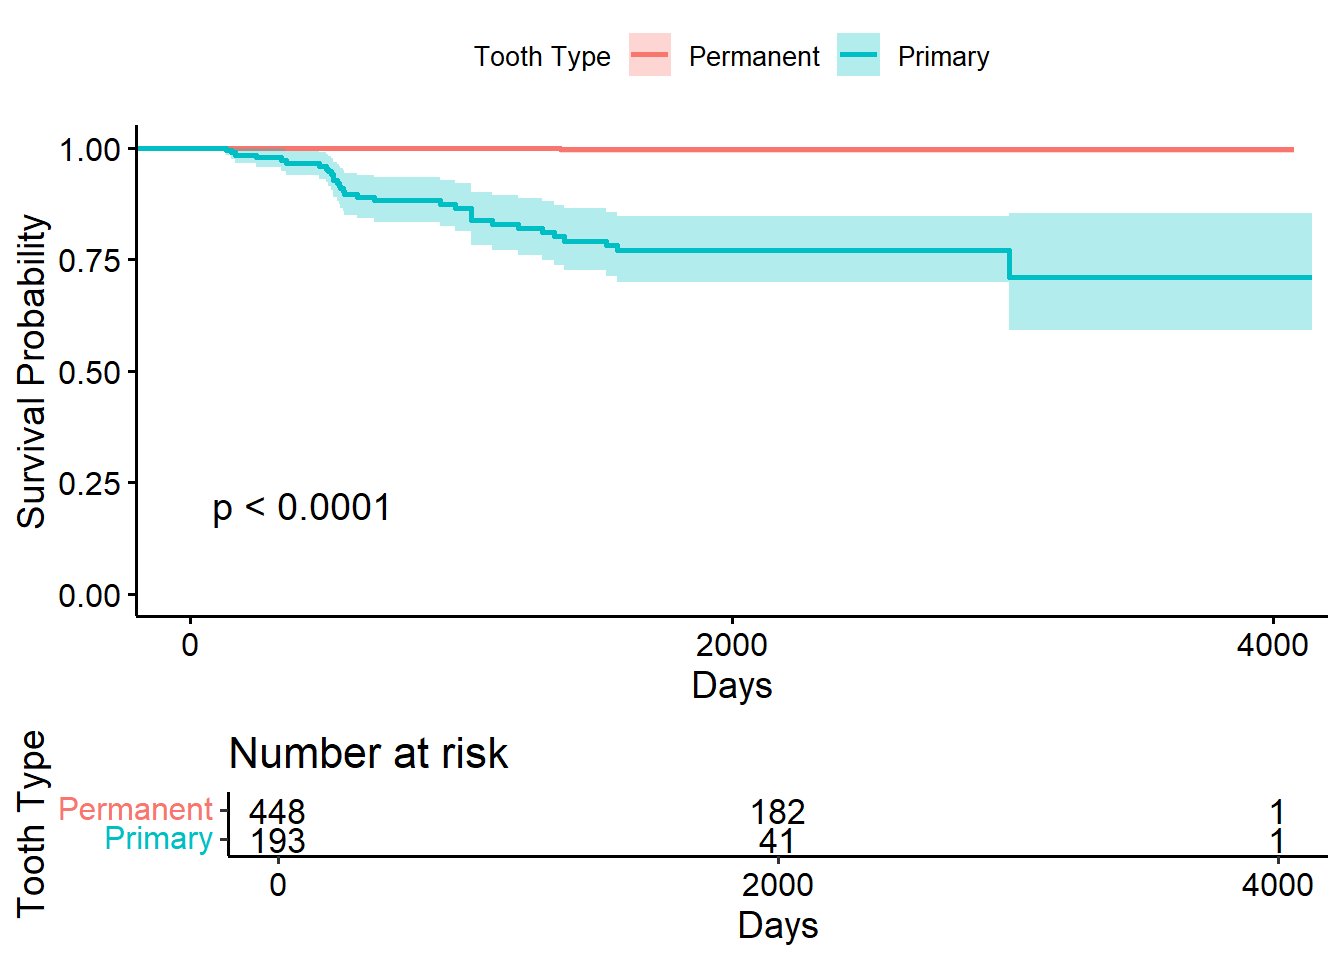 Tooth Type Permanent Primary
Survival Probability
1.00
0.75
0.50
0.25
0.00
p < 0.0001
0 2000 4000
Days
Number at risk
Tooth Type
Permanent 448 182 1
Primary 193 41 1
0 2000 4000
Days